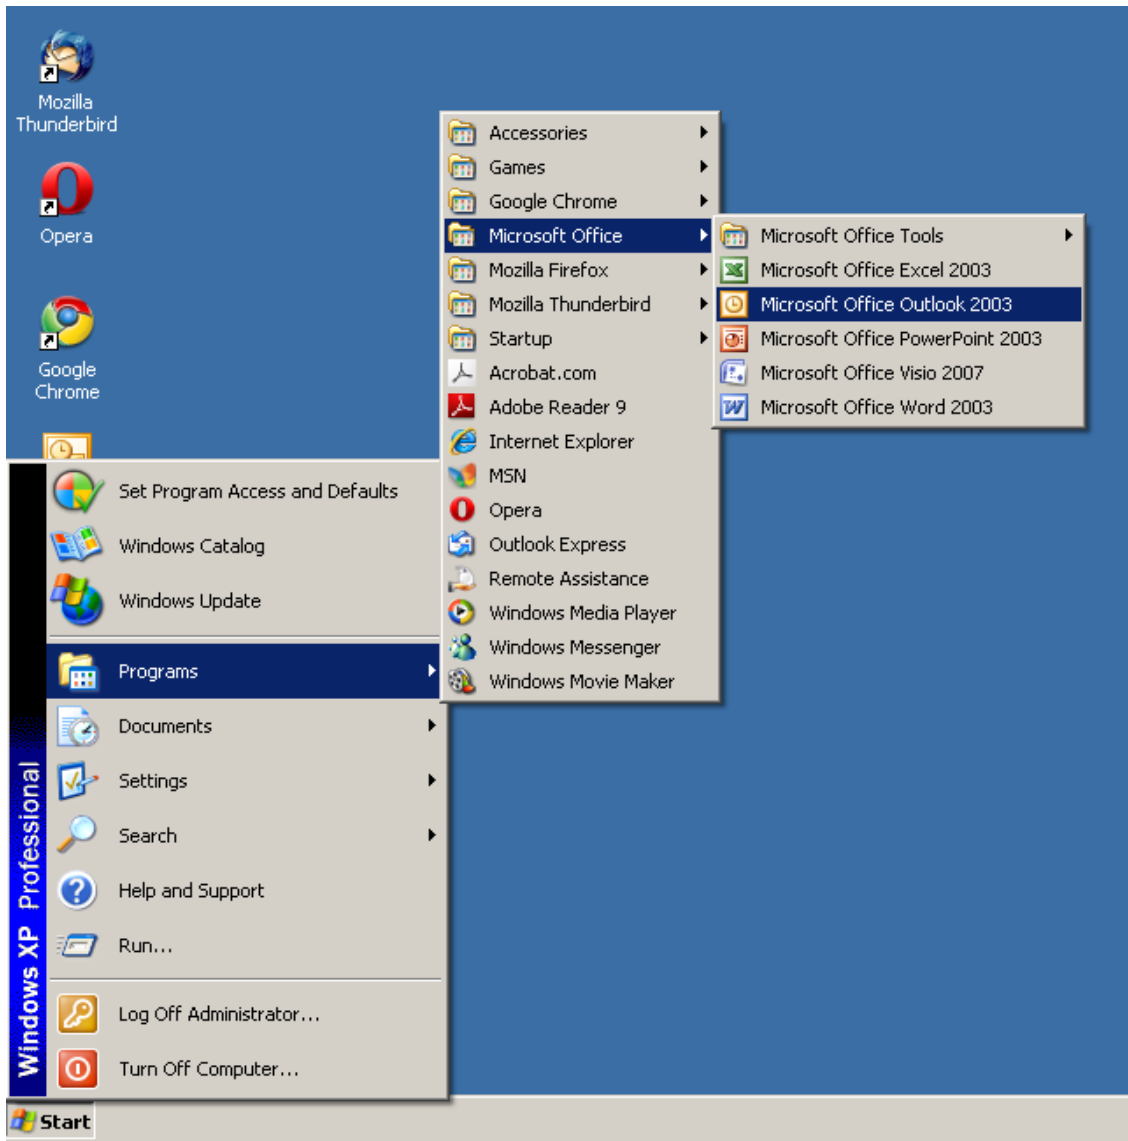 Mozilla
Thunderbird
Opera
Google
Chrome
Accessories
Games
Google Chrome
Microsoft Office
Mozilla Firefox
Mozilla Thunderbird
Startup
Acrobat.com
Adobe Reader 9
Internet Explorer
MSN
Opera
Outlook Express
Remote Assistance
Windows Media Player
Windows Messenger
Windows Movie Maker
Microsoft Office Tools
Microsoft Office Excel 2003
Microsoft Office Outlook 2003
Microsoft Office PowerPoint 2003
Microsoft Office Visio 2007
Microsoft Office Word 2003
Set Program Access and Defaults
Windows Catalog
Windows Update
Programs
Documents
Settings
Search
Help and Support
Run...
Log Off Administrator...
Turn Off Computer...
Windows XP Professional
Start